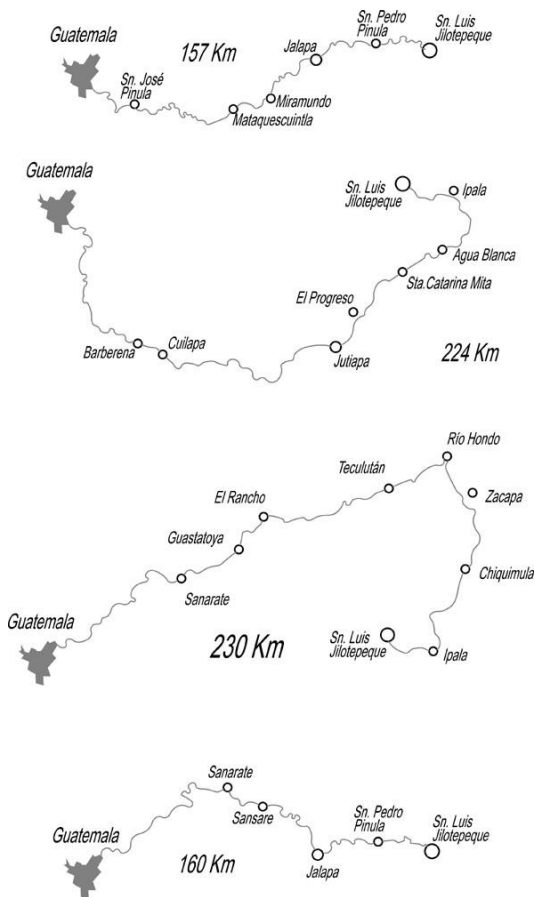 Guatemala
157 Km
Sn. José
Pinula
Mataquescuintla
Miramundo
Jalapa
Sn. Pedro
Pinula
Sn. Luis
Jilotepeque
Guatemala
Barberena
Cuilapa
Jutiapa
El Progreso
Sta.Catarina Mita
Agua Blanca
Ipala
Sn. Luis
Jilotepeque
224 Km
Guatemala
Sanarate
Guastatoya
El Rancho
Teculután
Río Hondo
Zacapa
Chiquimula
Ipala
Sn. Luis
Jilotepeque
230 Km
Guatemala
Sanarate
Sansare
Jalapa
Sn. Pedro
Pinula
Sn. Luis
Jilotepeque
160 Km